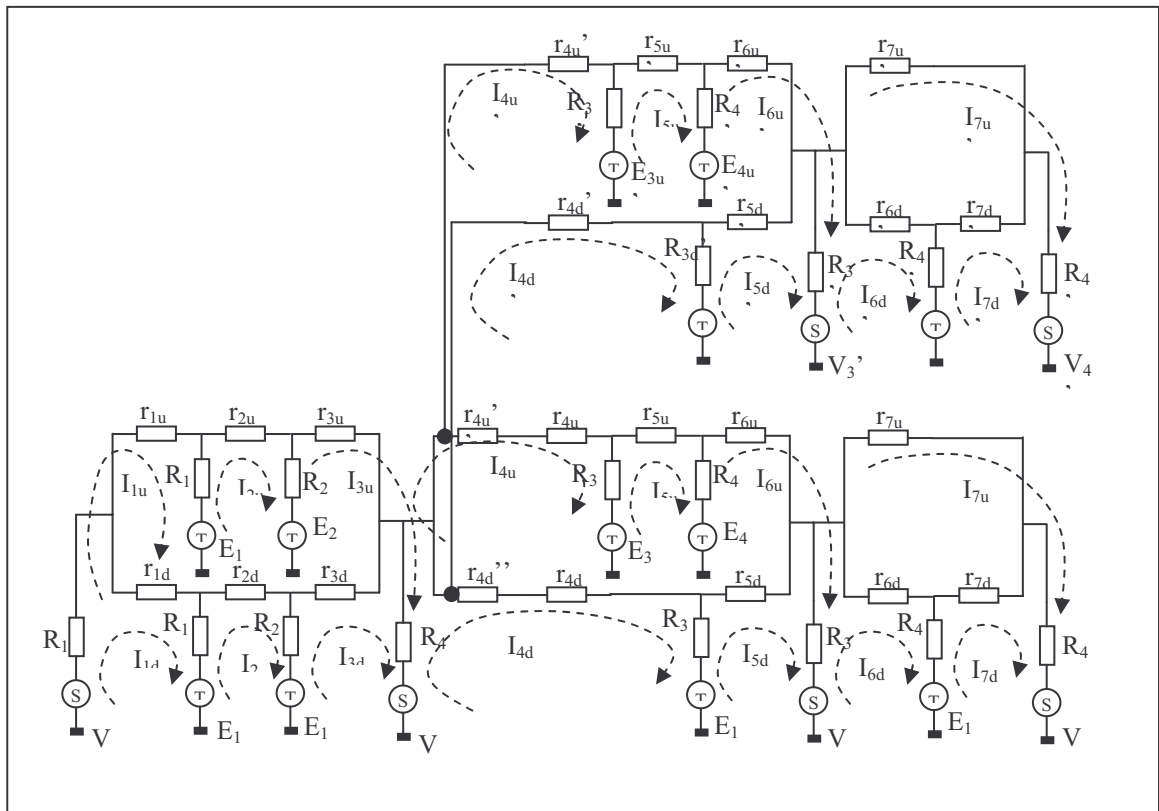 r4u’ r5u r6u r7u
I4u R3 I5u R4 I6u I7u
E3u E4u
r4d’ r5d r6d r7d
I4d R3d’ I5d R3 I6d R4 I7d R4
T T S T S
V3’ V4
r1u r2u r3u r4u’ r4u r5u r6u r7u
I1u R1 I2u R2 I3u I4u R3 I5u R4 I6u I7u
T T T T
E1 E2 E3 E4
r1d r2d r3d r4d’’ r4d r5d r6d r7d
R1 I1d R1 I2 R2 I3d R4 I4d R3 I5d R3 I6d R4 I7d R4
S T T S T S T S
V E1 E1 V E1 V E1 V